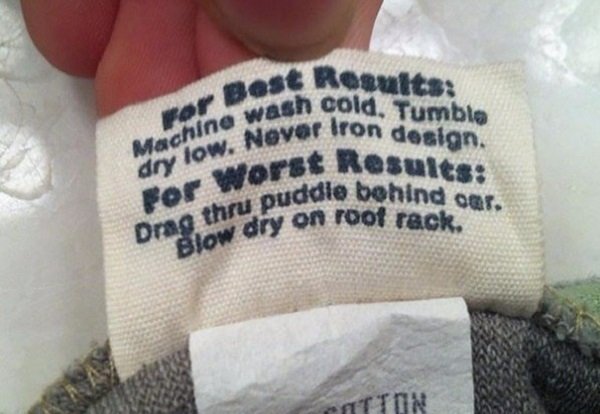 For Best Results:
Machine wash cold. Tumble
dry low. Never iron design.
For Worst Results:
Drag thru puddle behind car.
Blow dry on roof rack.
COTTON